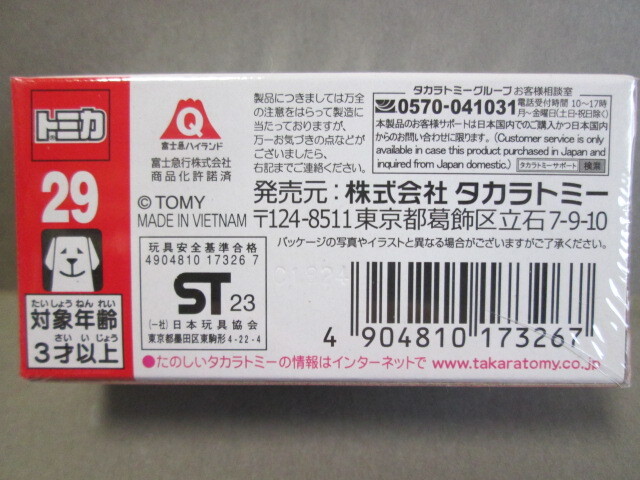 トミカ
29
たいしょうねんれい
対象年齢
さいいじょう
3才以上
Q
富士急ハイランド
富士急行株式会社
商品化許諾済
© TOMY
MADE IN VIETNAM
製品につきましては万全
の注意をはらって製造に
当たっておりますが、
万一お気づきの点などが
ございましたら、
右記までご連絡ください。
タカラトミーグループ お客様相談室
0570-041031
電話受付時間 10〜17時
月〜金曜日(土·日·祝日除く)
本製品のお客様サポートは日本国内でのご購入かつ日本国内
からのお問い合わせに限ります。(Customer service is only
available in case this product purchased in Japan and
inquired from Japan domestic.)
タカラトミーサポート 検索
発売元：株式会社 タカラトミー
〒124-8511東京都葛飾区立石7-9-10
パッケージの写真やイラストと異なる場合がございますがご了承ください。
玩具安全基準合格
4904810 17326 7
ST 23
(一社)日本玩具協会
東京都墨田区東駒形4-22-4
4 904810 173267
●たのしいタカラトミーの情報はインターネットで www.takaratomy.co.jp